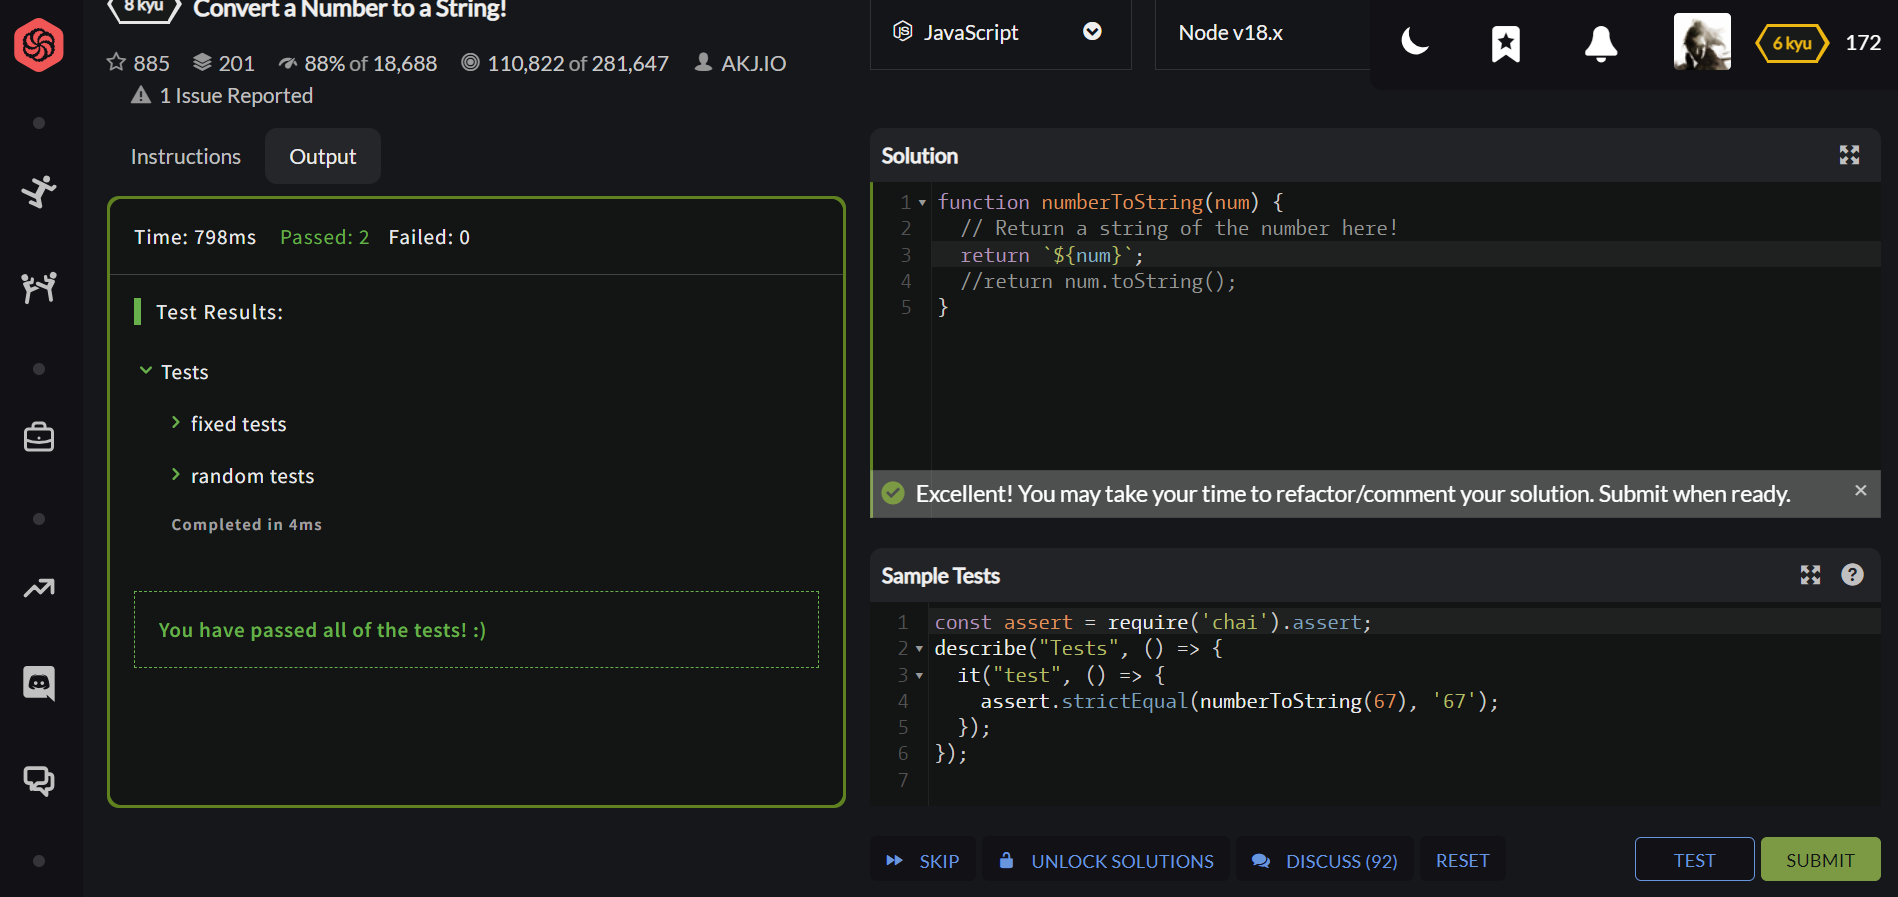 8 kyu Convert a Number to a String!
885 201 88% of 18,688 110,822 of 281,647 AKJ.IO
1 Issue Reported
JavaScript
Node v18.x
6 kyu 172
Instructions Output
Time: 798ms Passed: 2 Failed: 0
Test Results:
Tests
fixed tests
random tests
Completed in 4ms
You have passed all of the tests! :)
Solution
1 function numberToString(num) {
2   // Return a string of the number here!
3   return `${num}`;
4   //return num.toString();
5 }
Excellent! You may take your time to refactor/comment your solution. Submit when ready.
Sample Tests
1 const assert = require('chai').assert;
2 describe("Tests", () => {
3   it("test", () => {
4     assert.strictEqual(numberToString(67), '67');
5   });
6 });
7
SKIP UNLOCK SOLUTIONS DISCUSS (92) RESET TEST SUBMIT